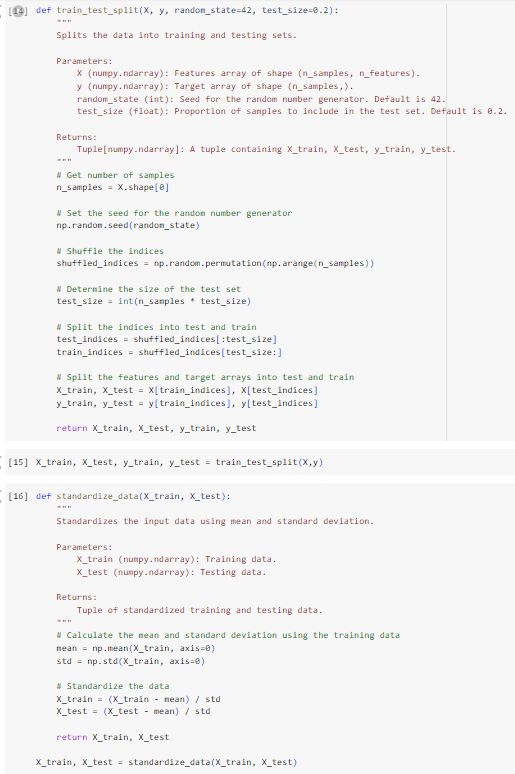 [14] def train_test_split(X, y, random_state=42, test_size=0.2):
"""
Splits the data into training and testing sets.

Parameters:
X (numpy.ndarray): Features array of shape (n_samples, n_features).
y (numpy.ndarray): Target array of shape (n_samples,).
random_state (int): Seed for the random number generator. Default is 42.
test_size (float): Proportion of samples to include in the test set. Default is 0.2.

Returns:
Tuple[numpy.ndarray]: A tuple containing X_train, X_test, y_train, y_test.
"""
# Get number of samples
n_samples = X.shape[0]

# Set the seed for the random number generator
np.random.seed(random_state)

# Shuffle the indices
shuffled_indices = np.random.permutation(np.arange(n_samples))

# Determine the size of the test set
test_size = int(n_samples * test_size)

# Split the indices into test and train
test_indices = shuffled_indices[:test_size]
train_indices = shuffled_indices[test_size:]

# Split the features and target arrays into test and train
X_train, X_test = X[train_indices], X[test_indices]
y_train, y_test = y[train_indices], y[test_indices]

return X_train, X_test, y_train, y_test

[15] X_train, X_test, y_train, y_test = train_test_split(X,y)

[16] def standardize_data(X_train, X_test):
"""
Standardizes the input data using mean and standard deviation.

Parameters:
X_train (numpy.ndarray): Training data.
X_test (numpy.ndarray): Testing data.

Returns:
Tuple of standardized training and testing data.
"""
# Calculate the mean and standard deviation using the training data
mean = np.mean(X_train, axis=0)
std = np.std(X_train, axis=0)

# Standardize the data
X_train = (X_train - mean) / std
X_test = (X_test - mean) / std

return X_train, X_test

X_train, X_test = standardize_data(X_train, X_test)